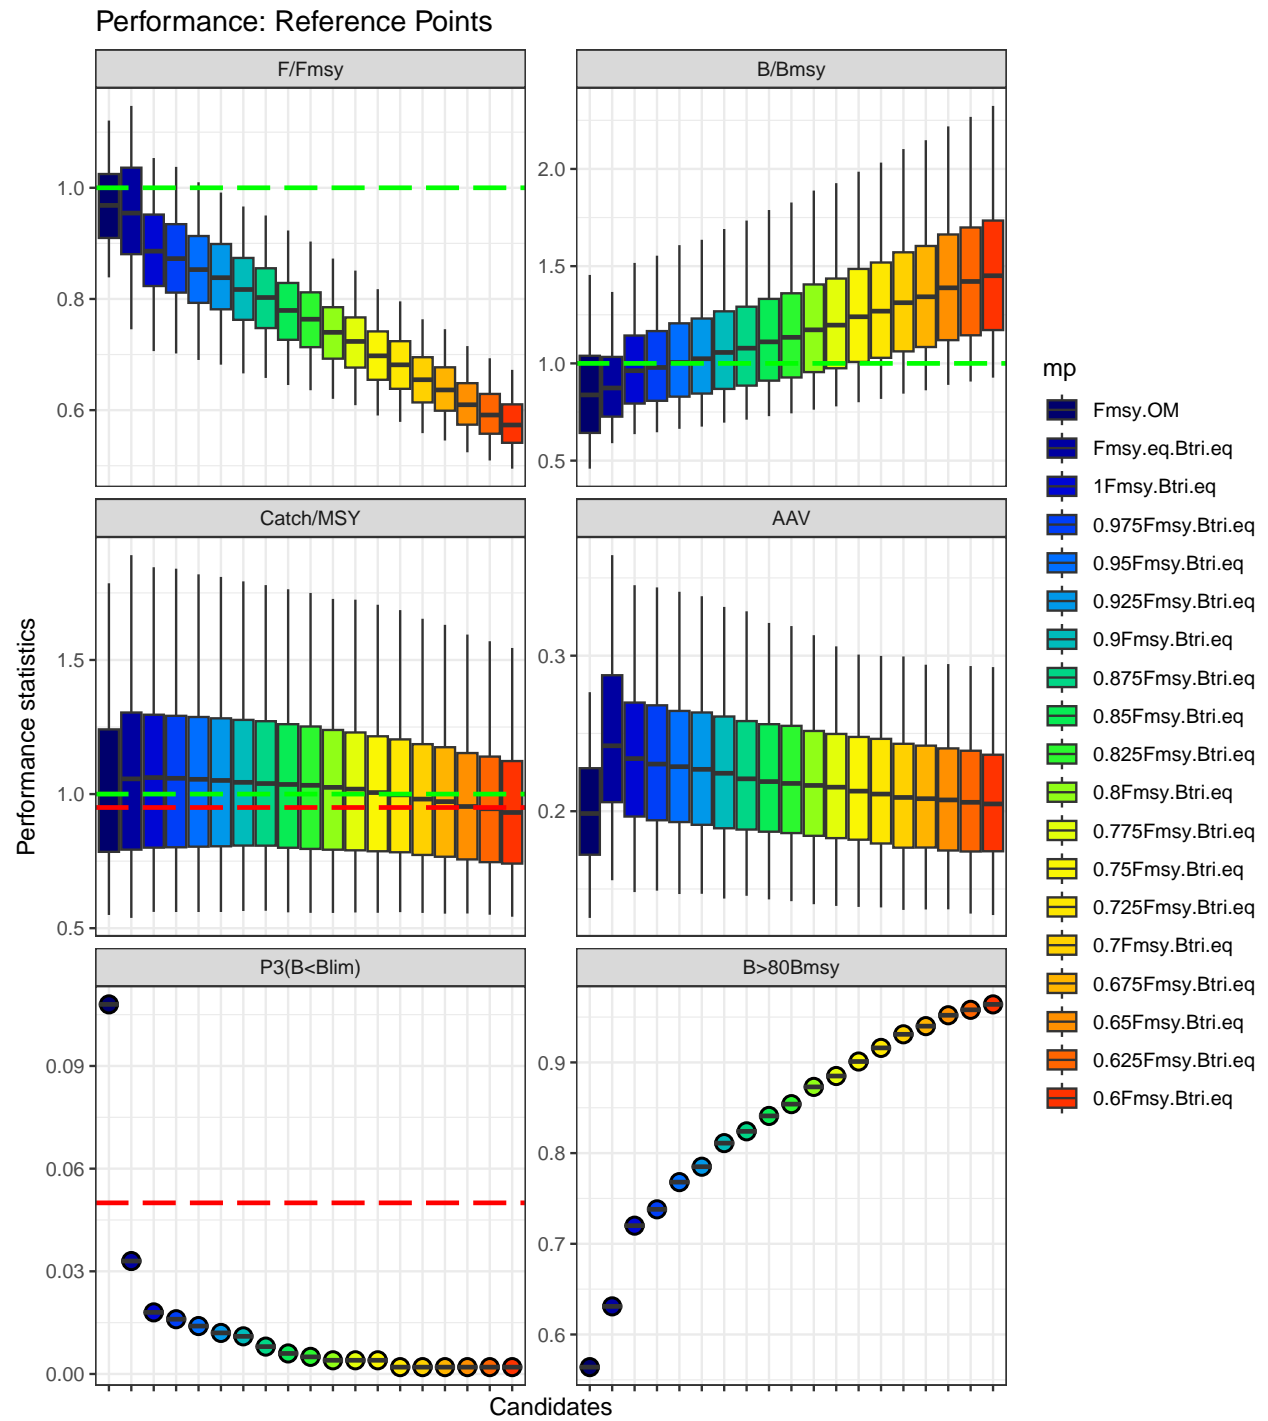 Performance: Reference Points
F/Fmsy
B/Bmsy
1.0
0.8
0.6
2.0
1.5
1.0
0.5
Catch/MSY
AAV
1.5
1.0
0.5
0.3
0.2
P3(B<Blim)
B>80Bmsy
0.09
0.06
0.03
0.00
0.9
0.8
0.7
0.6
Performance statistics
Candidates
mp
Fmsy.OM
Fmsy.eq.Btri.eq
1Fmsy.Btri.eq
0.975Fmsy.Btri.eq
0.95Fmsy.Btri.eq
0.925Fmsy.Btri.eq
0.9Fmsy.Btri.eq
0.875Fmsy.Btri.eq
0.85Fmsy.Btri.eq
0.825Fmsy.Btri.eq
0.8Fmsy.Btri.eq
0.775Fmsy.Btri.eq
0.75Fmsy.Btri.eq
0.725Fmsy.Btri.eq
0.7Fmsy.Btri.eq
0.675Fmsy.Btri.eq
0.65Fmsy.Btri.eq
0.625Fmsy.Btri.eq
0.6Fmsy.Btri.eq